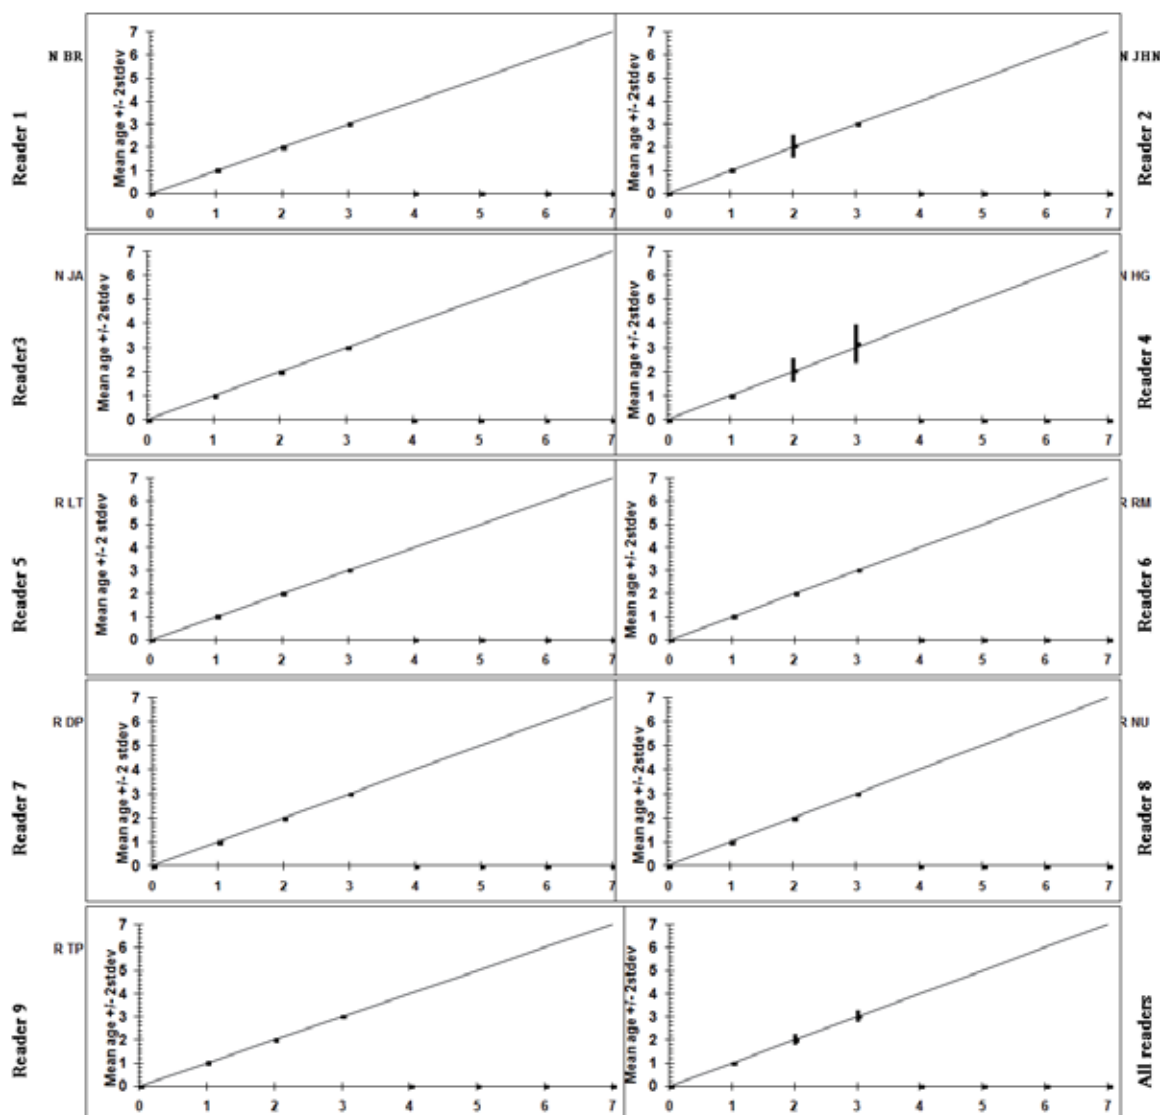 N BR
Reader 1
Mean age +/- 2stdev
7
6
5
4
3
2
1
0
0 1 2 3 4 5 6 7
N JHN
Reader 2
Mean age +/- 2stdev
7
6
5
4
3
2
1
0
0 1 2 3 4 5 6 7
N JA
Reader3
Mean age +/- 2stdev
7
6
5
4
3
2
1
0
0 1 2 3 4 5 6 7
N HG
Reader 4
Mean age +/- 2stdev
7
6
5
4
3
2
1
0
0 1 2 3 4 5 6 7
R LT
Reader 5
Mean age +/- 2 stdev
7
6
5
4
3
2
1
0
0 1 2 3 4 5 6 7
R RM
Reader 6
Mean age +/- 2stdev
7
6
5
4
3
2
1
0
0 1 2 3 4 5 6 7
R DP
Reader 7
Mean age +/- 2 stdev
7
6
5
4
3
2
1
0
0 1 2 3 4 5 6 7
R NU
Reader 8
Mean age +/- 2stdev
7
6
5
4
3
2
1
0
0 1 2 3 4 5 6 7
R TP
Reader 9
Mean age +/- 2stdev
7
6
5
4
3
2
1
0
0 1 2 3 4 5 6 7
All readers
Mean age +/- 2stdev
7
6
5
4
3
2
1
0
0 1 2 3 4 5 6 7